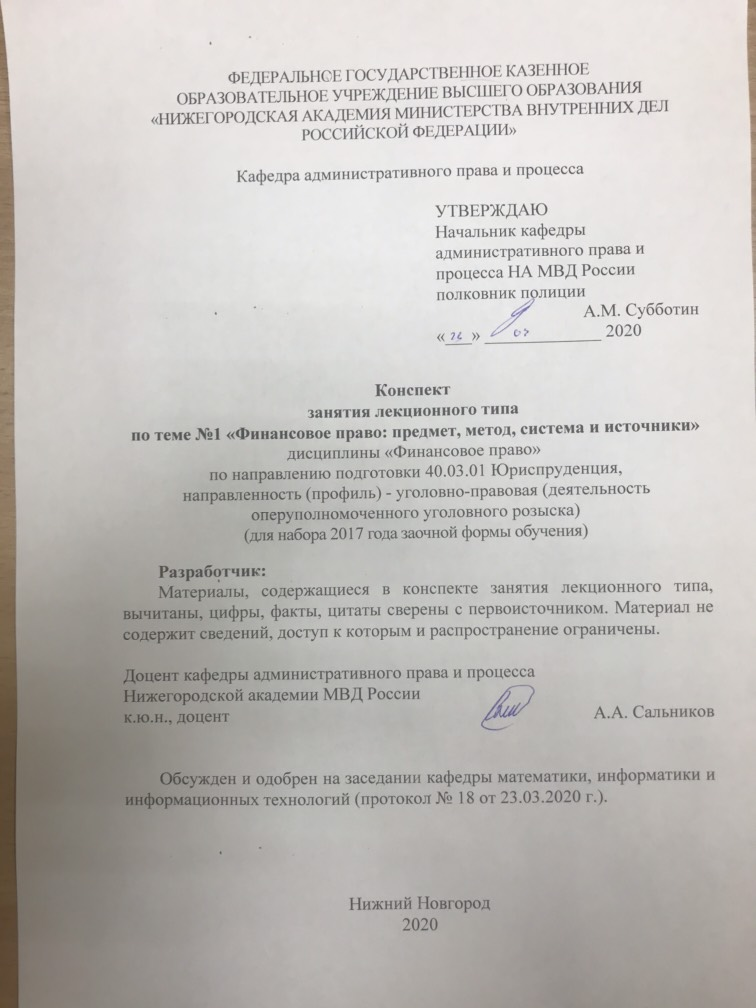 ФЕДЕРАЛЬНОЕ ГОСУДАРСТВЕННОЕ КАЗЕННОЕ
ОБРАЗОВАТЕЛЬНОЕ УЧРЕЖДЕНИЕ ВЫСШЕГО ОБРАЗОВАНИЯ
«НИЖЕГОРОДСКАЯ АКАДЕМИЯ МИНИСТЕРСТВА ВНУТРЕННИХ ДЕЛ
РОССИЙСКОЙ ФЕДЕРАЦИИ»
Кафедра административного права и процесса
УТВЕРЖДАЮ
Начальник кафедры
административного права и
процесса НА МВД России
полковник полиции
А.М. Субботин
«26» 03 2020
Конспект
занятия лекционного типа
по теме №1 «Финансовое право: предмет, метод, система и источники»
дисциплины «Финансовое право»
по направлению подготовки 40.03.01 Юриспруденция,
направленность (профиль) - уголовно-правовая (деятельность
оперуполномоченного уголовного розыска)
(для набора 2017 года заочной формы обучения)
Разработчик:
Материалы, содержащиеся в конспекте занятия лекционного типа,
вычитаны, цифры, факты, цитаты сверены с первоисточником. Материал не
содержит сведений, доступ к которым и распространение ограничены.
Доцент кафедры административного права и процесса
Нижегородской академии МВД России
к.ю.н., доцент А.А. Сальников
Обсужден и одобрен на заседании кафедры математики, информатики и
информационных технологий (протокол № 18 от 23.03.2020 г.).
Нижний Новгород
2020